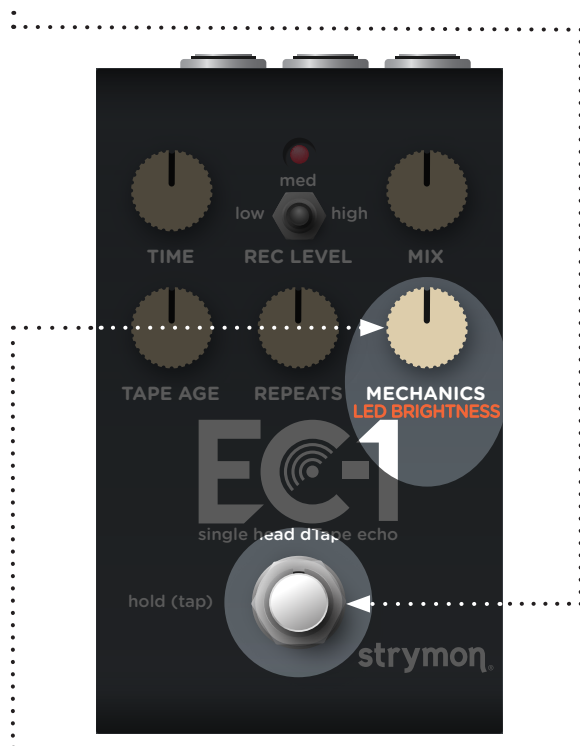 med
low high
TIME REC LEVEL MIX
TAPE AGE REPEATS MECHANICS
LED BRIGHTNESS
EC-1
single head dTape echo
hold (tap)
strymon®